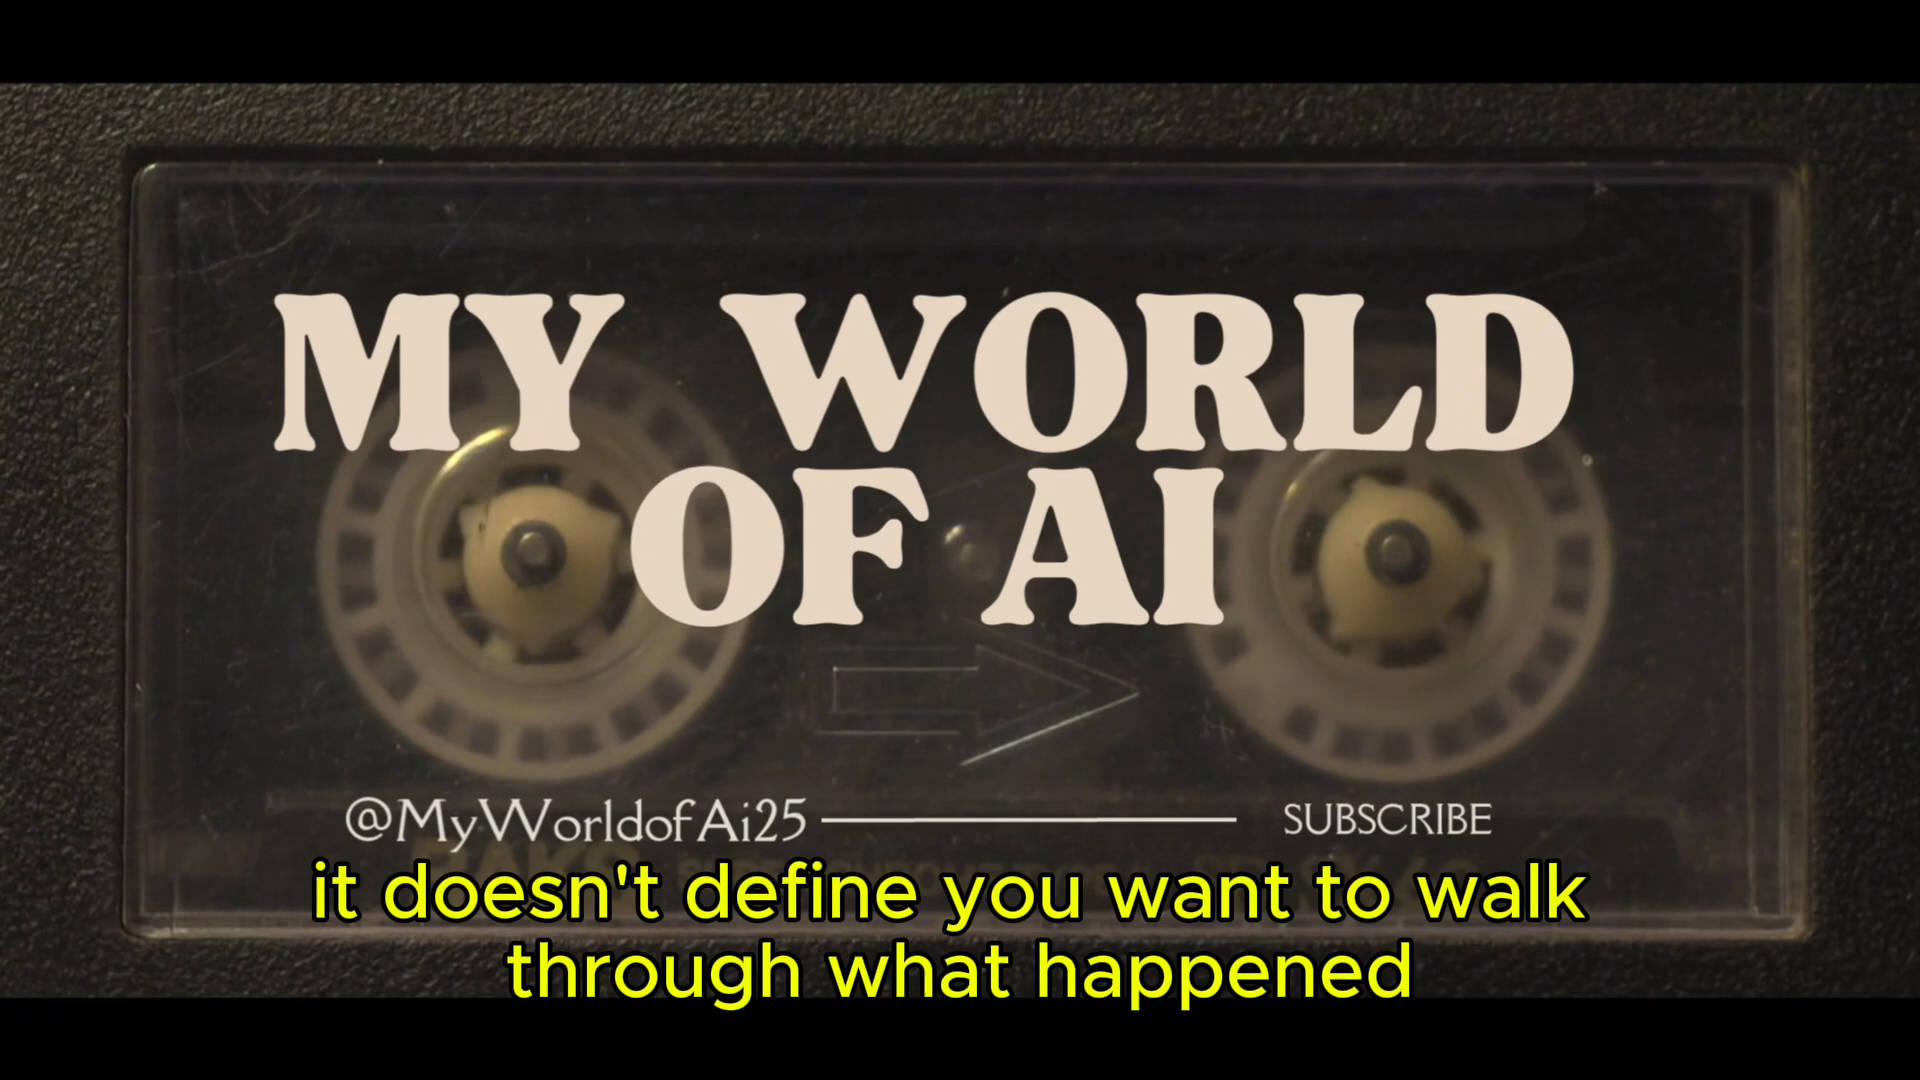 MY WORLD
OF AI
@MyWorldofAi25
SUBSCRIBE
it doesn't define you want to walk
through what happened